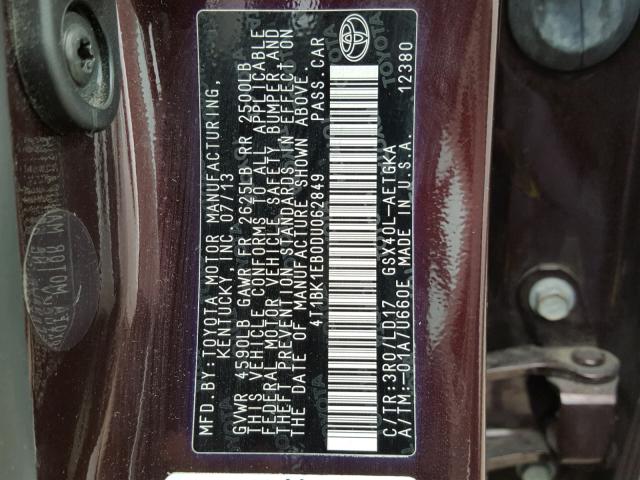 MFD.BY:TOYOTA MOTOR MANUFACTURING,
KENTUCKY, INC. 07/13
GVWR 4590LB GAWR FR 2625LB RR 2500LB
THIS VEHICLE CONFORMS TO ALL APPLICABLE
FEDERAL MOTOR VEHICLE SAFETY, BUMPER, AND
THEFT PREVENTION STANDARDS IN EFFECT ON
THE DATE OF MANUFACTURE SHOWN ABOVE.
4T1BK1EB0DU062849 PASS.CAR
C/TR:3R0/LD17 GSX40L-AETGKA
A/TM:-01A/U660E MADE IN U.S.A.
12380
TOYOTA